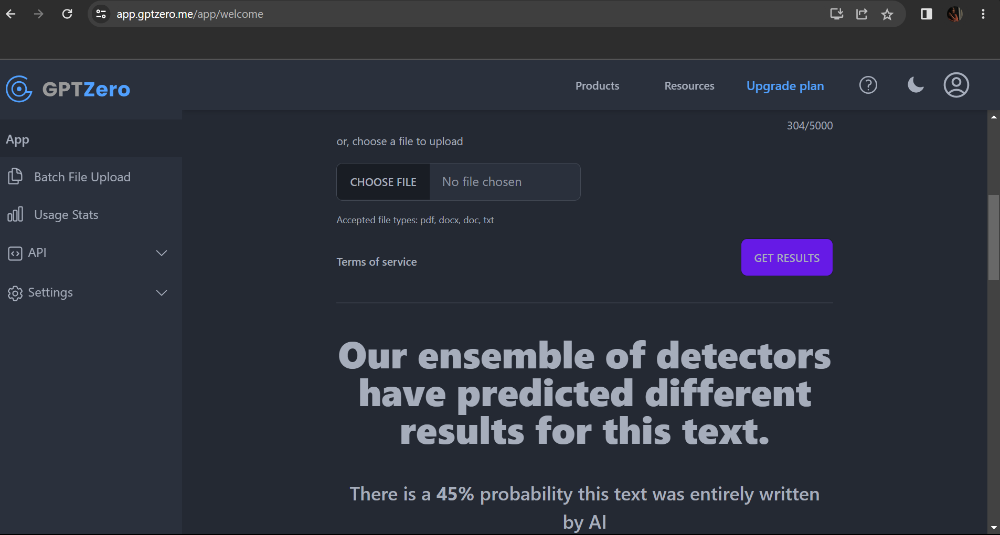 app.gptzero.me/app/welcome
GPTZero
Products
Resources
Upgrade plan
App
Batch File Upload
Usage Stats
API
Settings
304/5000
or, choose a file to upload
CHOOSE FILE
No file chosen
Accepted file types: pdf, docx, doc, txt
Terms of service
GET RESULTS
Our ensemble of detectors
have predicted different
results for this text.
There is a 45% probability this text was entirely written
by AI